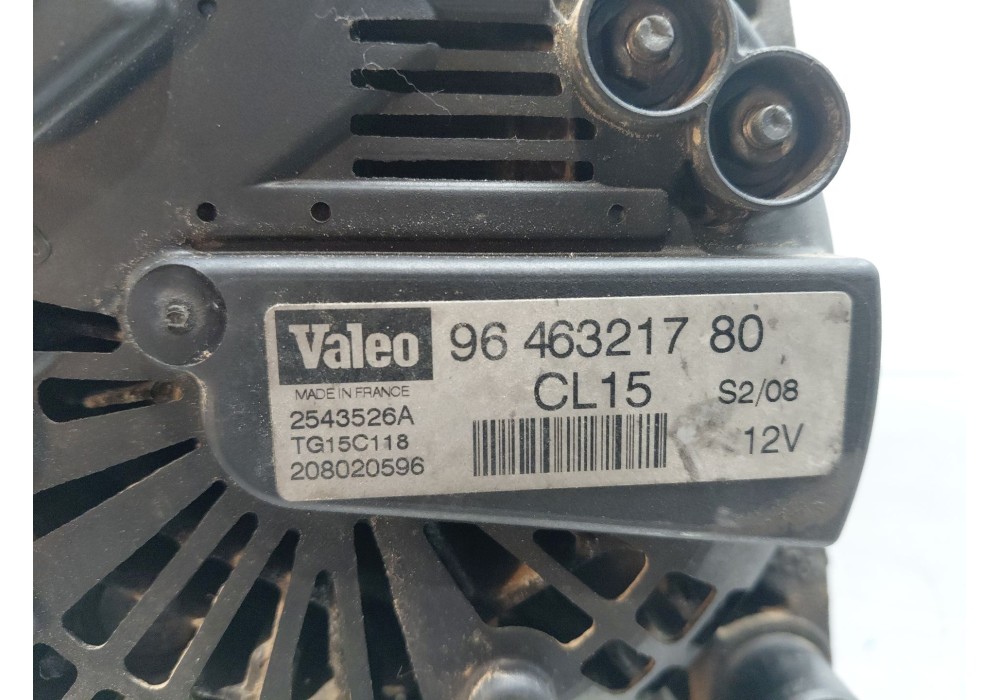 Valeo 96 463217 80
MADE IN FRANCE CL15 S2/08
2543526A
TG15C118 12V
208020596